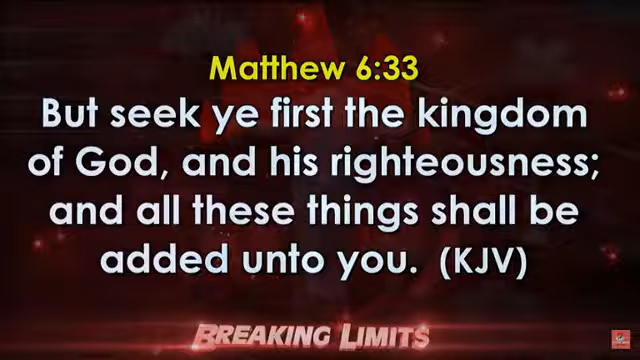 Matthew 6:33
But seek ye first the kingdom
of God, and his righteousness;
and all these things shall be
added unto you. (KJV)
BREAKING LIMITS